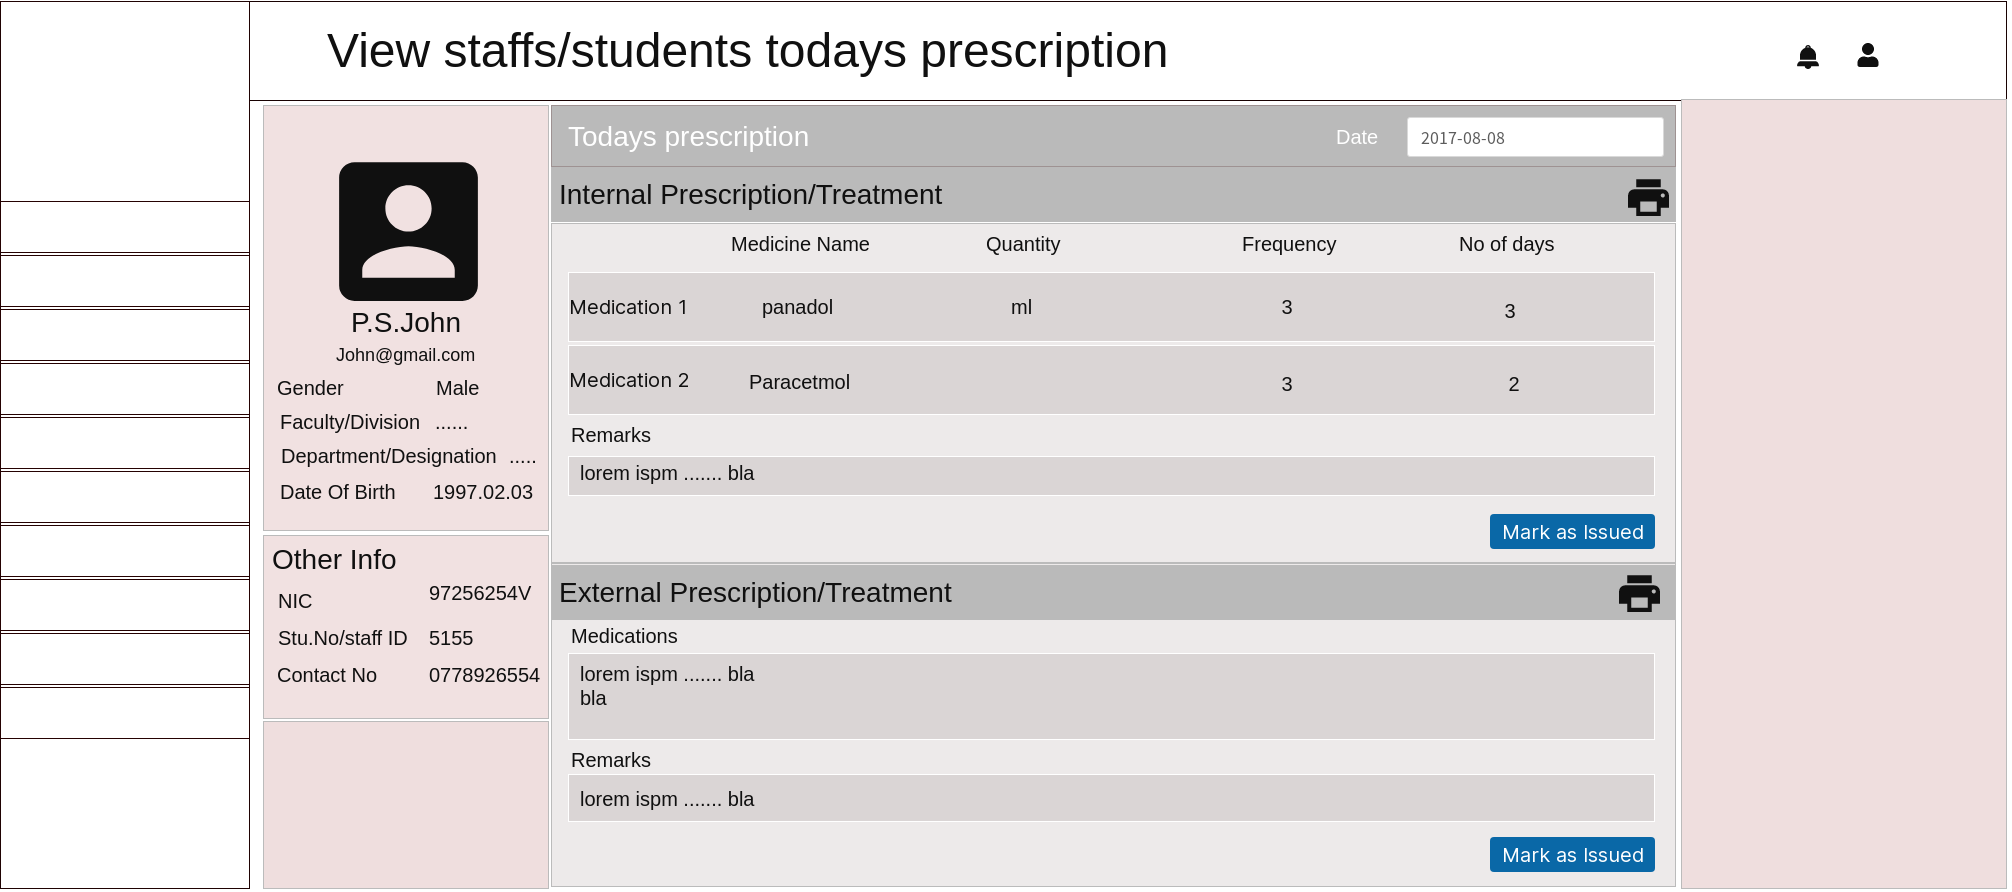 View staffs/students todays prescription
P.S.John
John@gmail.com
Gender Male
Faculty/Division ......
Department/Designation .....
Date Of Birth 1997.02.03
Other Info
NIC 97256254V
Stu.No/staff ID 5155
Contact No 0778926554
Todays prescription Date 2017-08-08
Internal Prescription/Treatment
Medicine Name Quantity Frequency No of days
Medication 1 panadol ml 3 3
Medication 2 Paracetmol 3 2
Remarks
lorem ispm ....... bla
Mark as Issued
External Prescription/Treatment
Medications
lorem ispm ....... bla
bla
Remarks
lorem ispm ....... bla
Mark as Issued